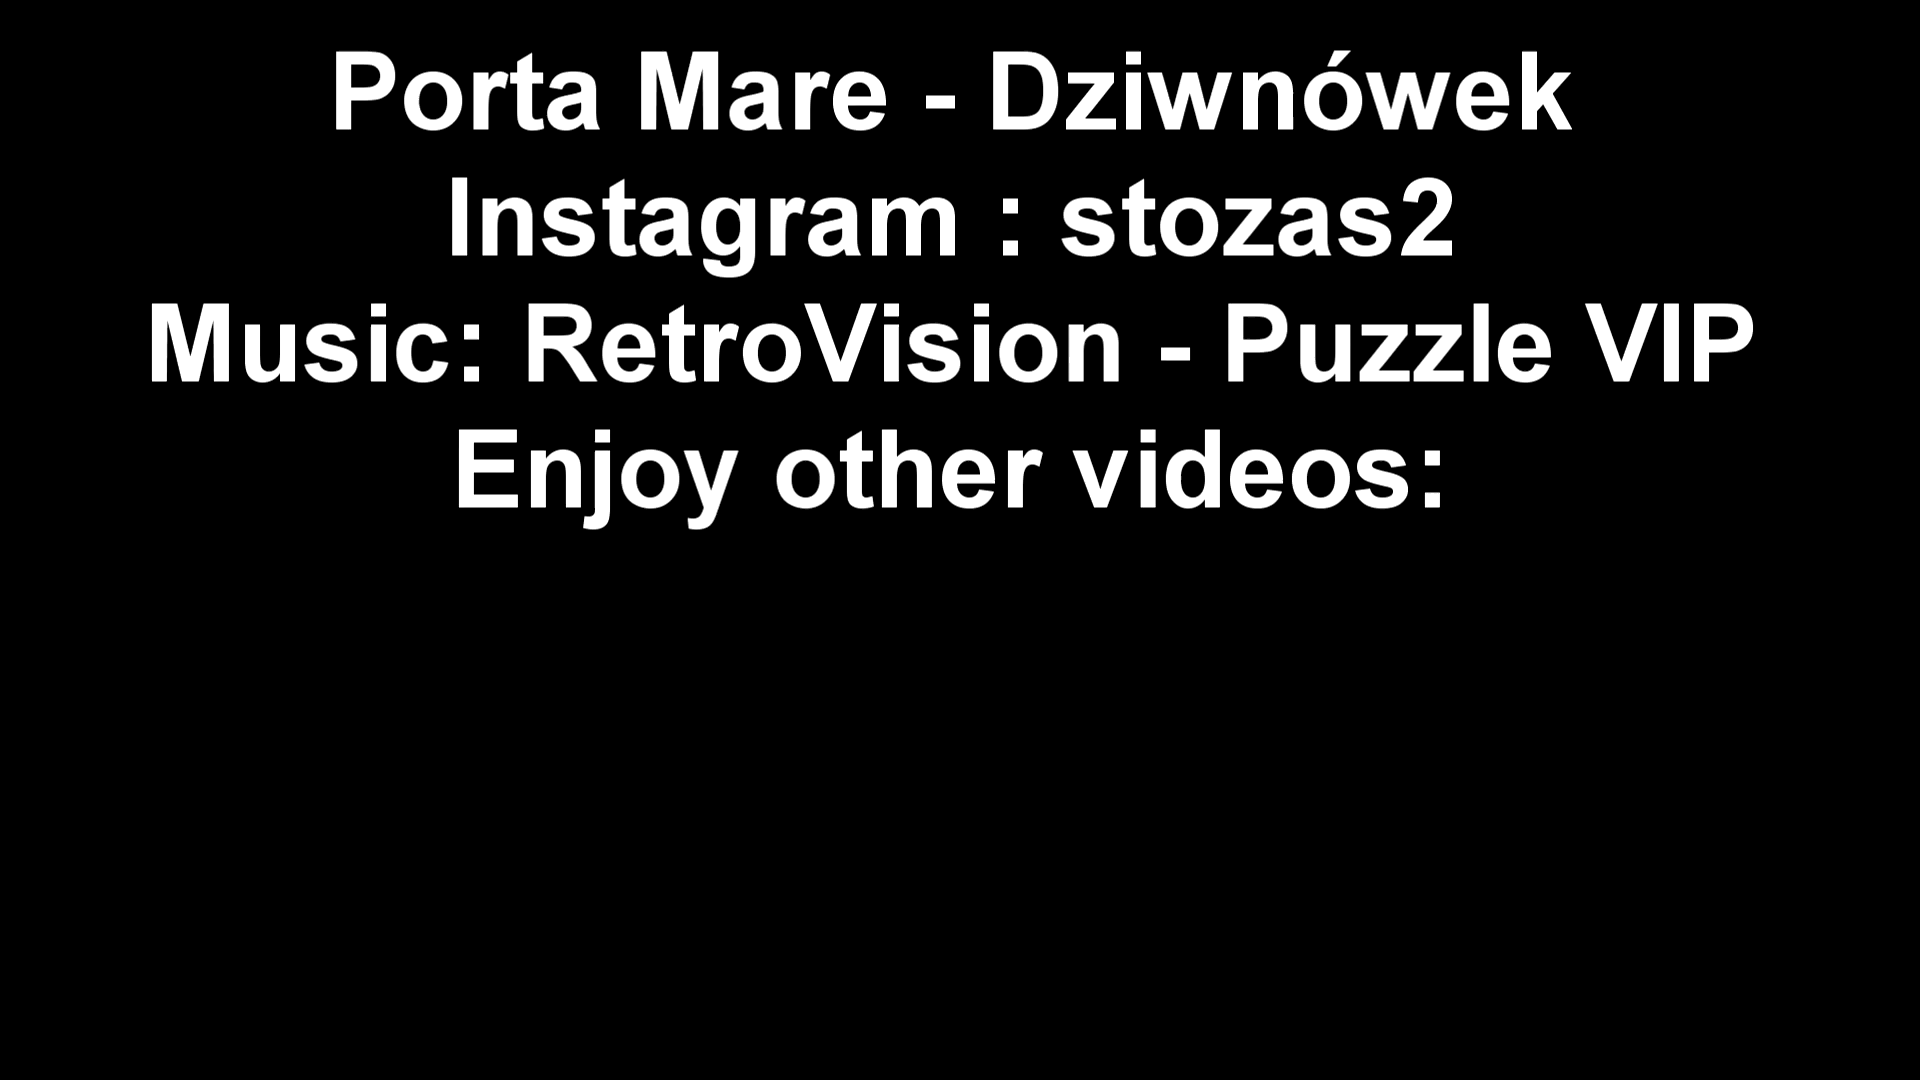 Porta Mare - Dziwnówek
Instagram : stozas2
Music: RetroVision - Puzzle VIP
Enjoy other videos: